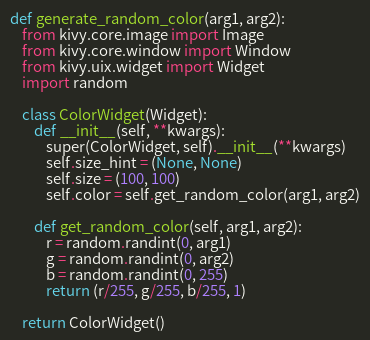 def generate_random_color(arg1, arg2):
    from kivy.core.image import Image
    from kivy.core.window import Window
    from kivy.uix.widget import Widget
    import random

    class ColorWidget(Widget):
        def __init__(self, **kwargs):
            super(ColorWidget, self).__init__(**kwargs)
            self.size_hint = (None, None)
            self.size = (100, 100)
            self.color = self.get_random_color(arg1, arg2)

        def get_random_color(self, arg1, arg2):
            r = random.randint(0, arg1)
            g = random.randint(0, arg2)
            b = random.randint(0, 255)
            return (r/255, g/255, b/255, 1)

    return ColorWidget()